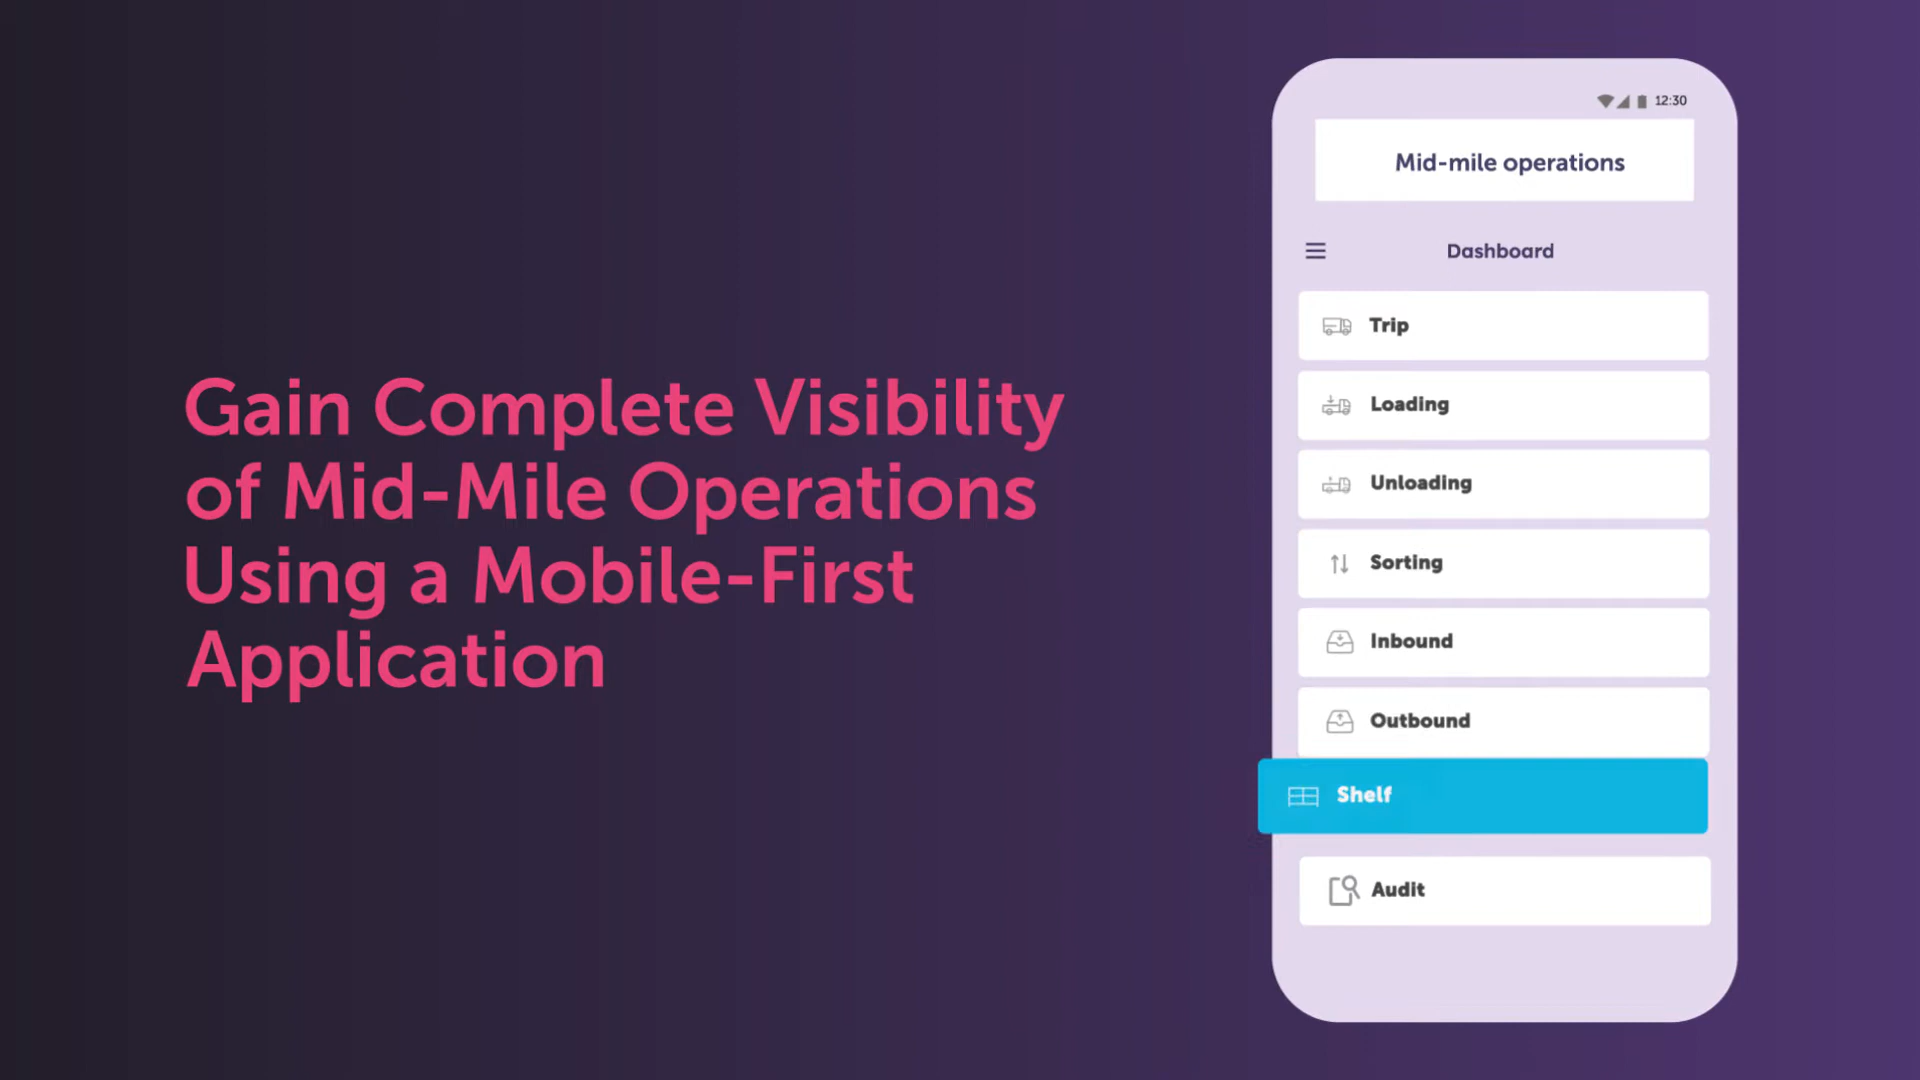 Gain Complete Visibility
of Mid-Mile Operations
Using a Mobile-First
Application
12:30
Mid-mile operations
Dashboard
Trip
Loading
Unloading
Sorting
Inbound
Outbound
Shelf
Audit